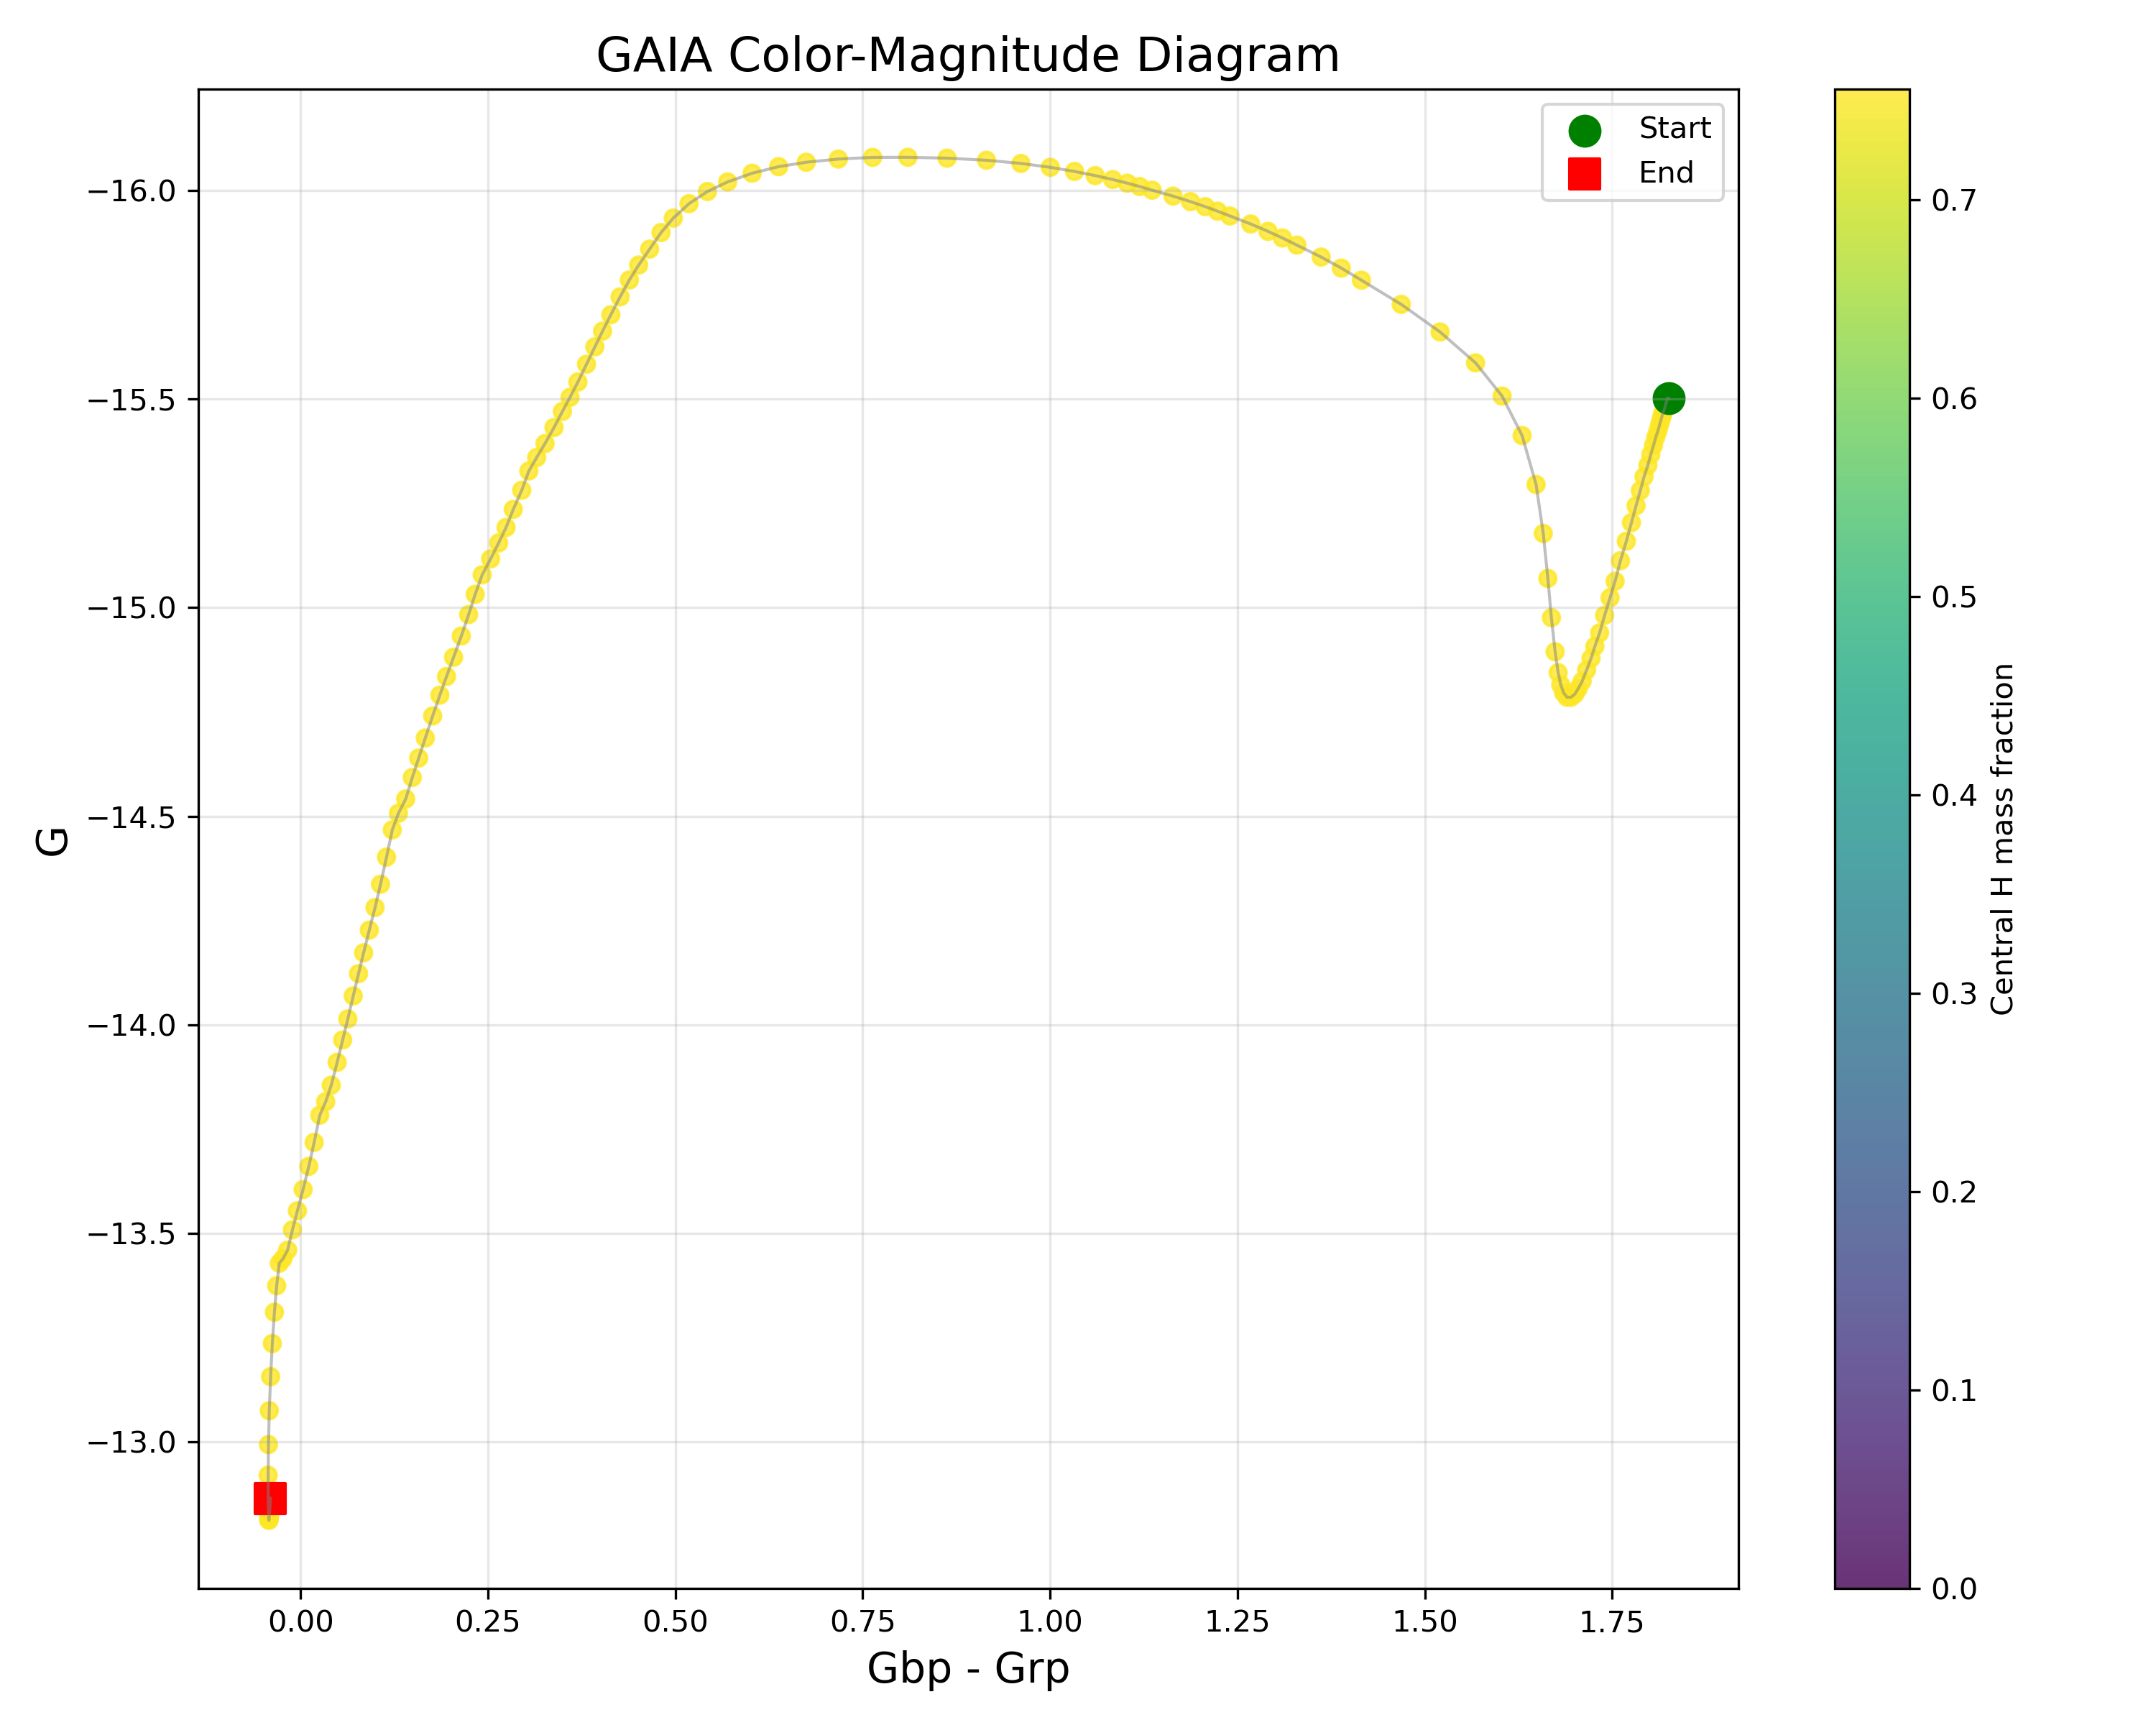 GAIA Color-Magnitude Diagram
Start
End
−16.0
−15.5
−15.0
−14.5
−14.0
−13.5
−13.0
G
0.00 0.25 0.50 0.75 1.00 1.25 1.50 1.75
Gbp - Grp
0.7
0.6
0.5
0.4
0.3
0.2
0.1
0.0
Central H mass fraction